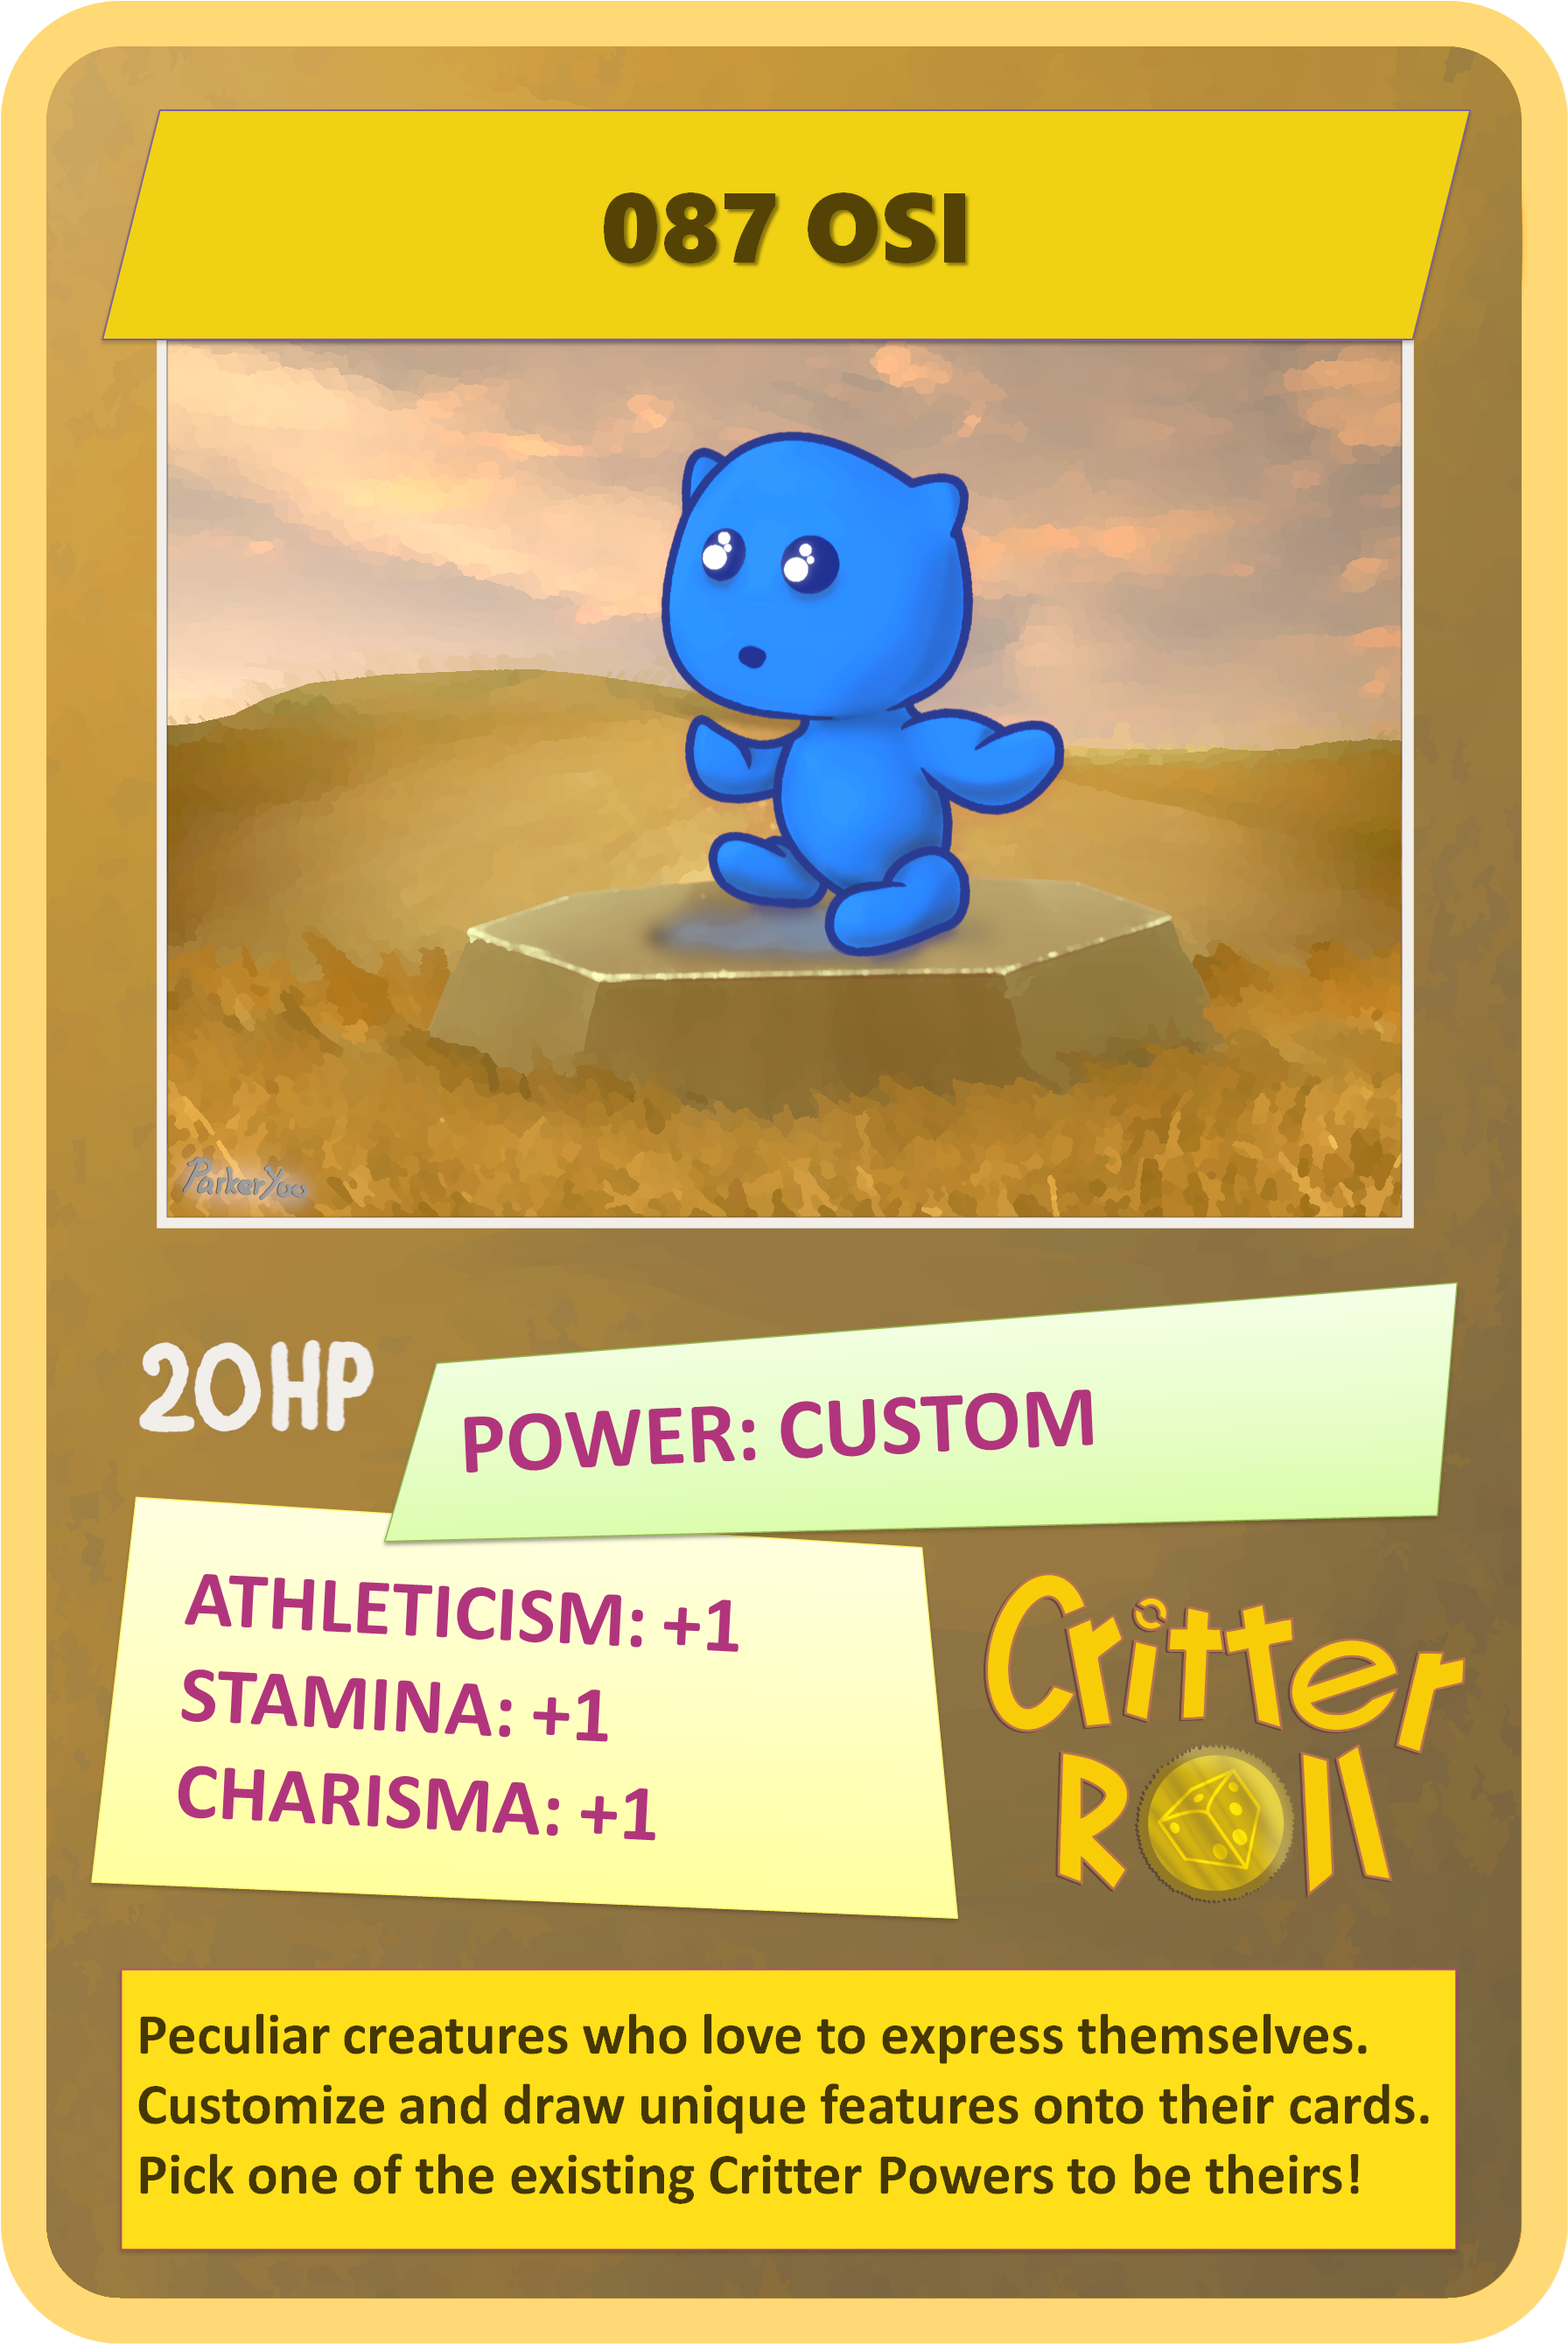 087 OSI
ParkerYoo
20HP
POWER: CUSTOM
ATHLETICISM: +1
STAMINA: +1
CHARISMA: +1
Critter
Roll
Peculiar creatures who love to express themselves.
Customize and draw unique features onto their cards.
Pick one of the existing Critter Powers to be theirs!